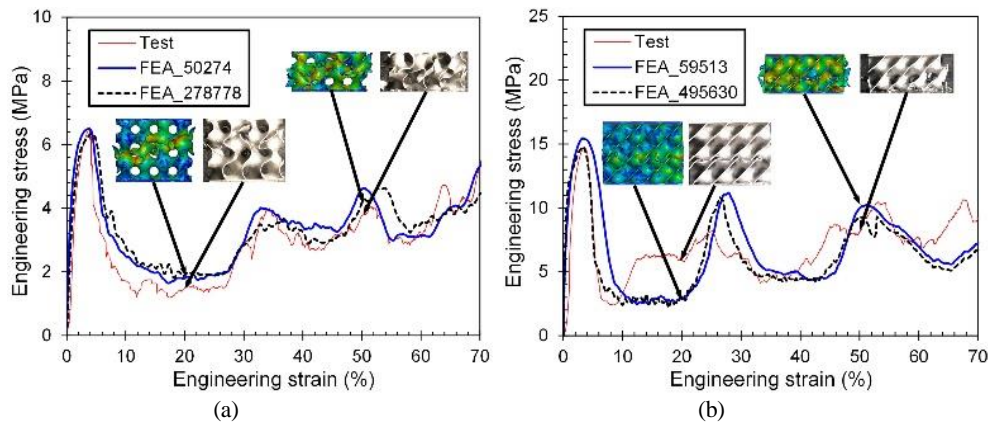 10
8
6
4
2
0
Engineering stress (MPa)
Test
FEA_50274
FEA_278778
0 10 20 30 40 50 60 70
Engineering strain (%)
(a)
25
20
15
10
5
0
Engineering stress (MPa)
Test
FEA_59513
FEA_495630
0 10 20 30 40 50 60 70
Engineering strain (%)
(b)